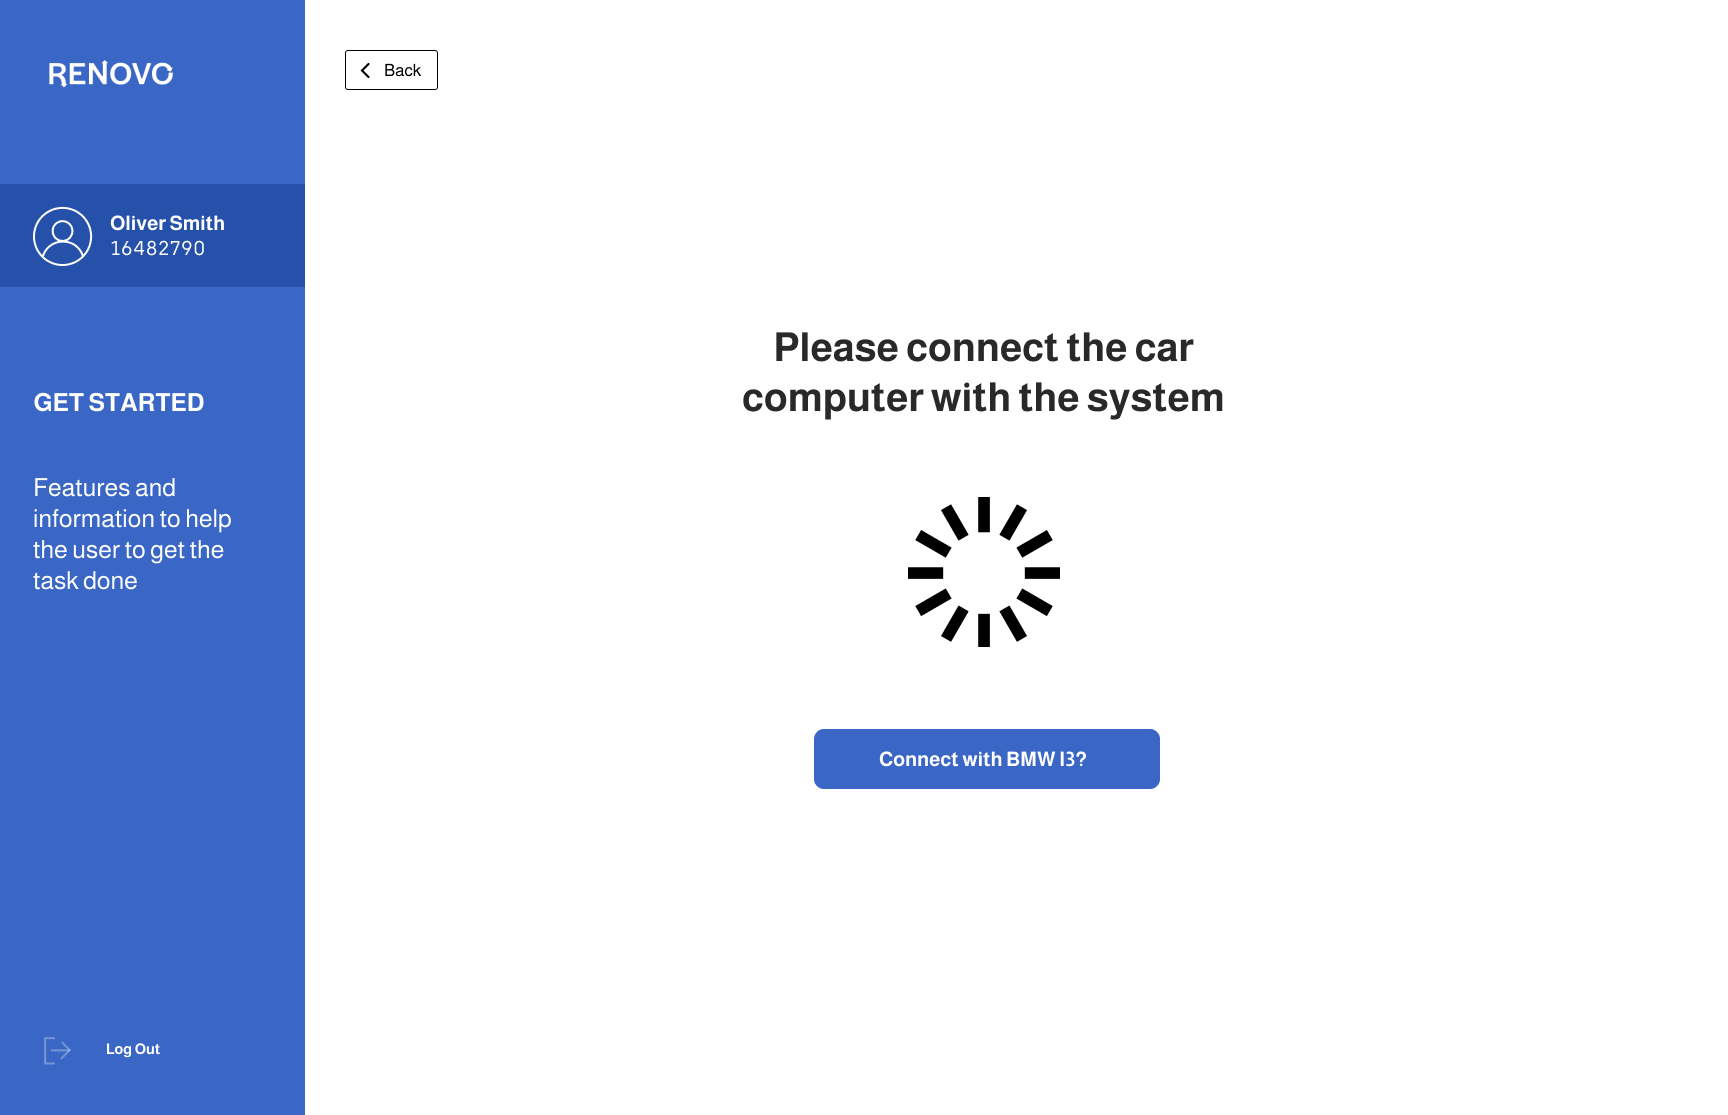 RENOVO
Oliver Smith
16482790
GET STARTED
Features and
information to help
the user to get the
task done
Log Out
Back
Please connect the car
computer with the system
Connect with BMW I3?